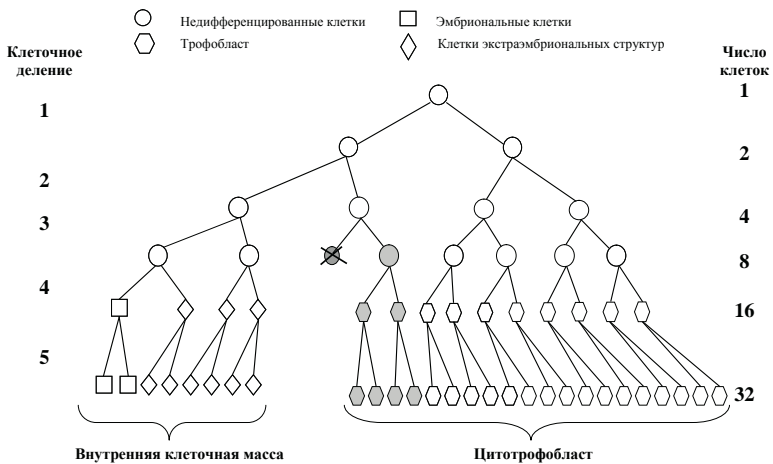 Недифференцированные клетки
Эмбриональные клетки
Трофобласт
Клетки экстраэмбриональных структур
Клеточное
деление
Число
клеток
1
1
2
2
3
4
4
8
5
16
32
Внутренняя клеточная масса
Цитотрофобласт